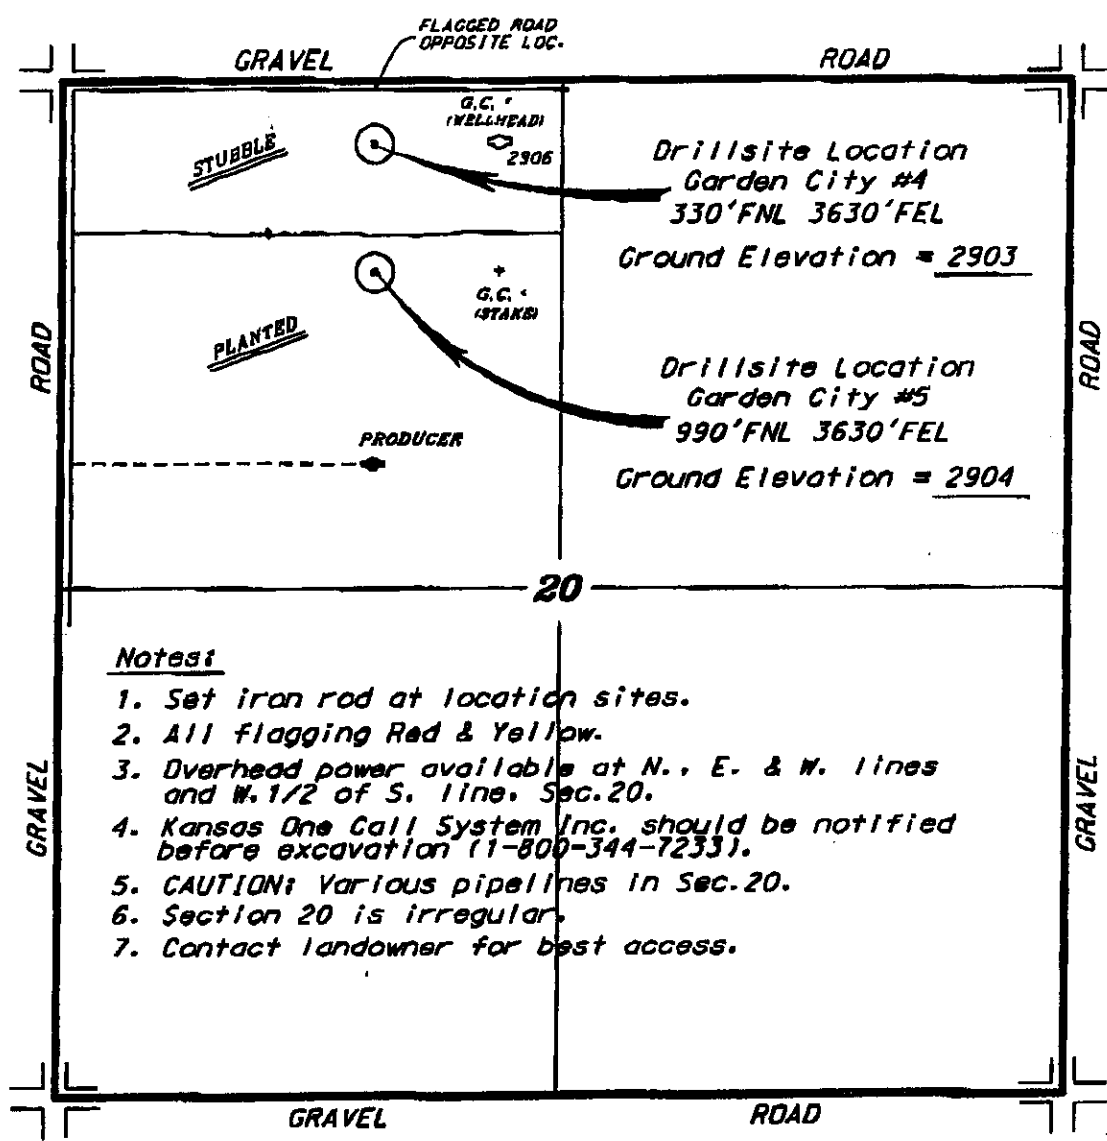 FLAGGED ROAD
OPPOSITE LOC.
GRAVEL
ROAD
G.C.
(WELLHEAD)
2906
STUBBLE
Drillsite Location
Garden City #4
330'FNL 3630'FEL
Ground Elevation = 2903
G.C.
(STAKE)
PLANTED
ROAD
ROAD
Drillsite Location
Garden City #5
990'FNL 3630'FEL
PRODUCER
Ground Elevation = 2904
20
Notes:
1. Set iron rod at location sites.
2. All flagging Red & Yellow.
3. Overhead power available at N., E. & W. lines
and W.1/2 of S. line. Sec.20.
4. Kansas One Call System Inc. should be notified
before excavation (1-800-344-7233).
5. CAUTION: Various pipelines in Sec.20.
6. Section 20 is irregular.
7. Contact landowner for best access.
GRAVEL
GRAVEL
GRAVEL
ROAD